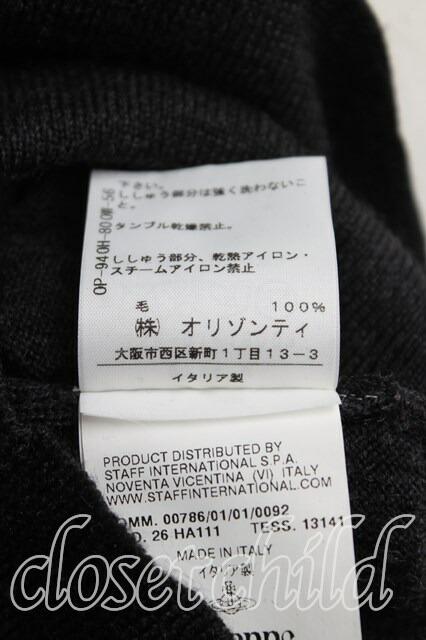 OP-940H-800W-56
下さい。
ししゅう部分は強く洗わないこ
と。
タンブル乾燥禁止。
ししゅう部分、乾熱アイロン・
スチームアイロン禁止
毛 100%
㈱ オリゾンティ
大阪市西区新町1丁目13-3
イタリア製
PRODUCT DISTRIBUTED BY
STAFF INTERNATIONAL S.P.A.
NOVENTA VICENTINA (VI) ITALY
WWW.STAFFINTERNATIONAL.COM
OMM. 00786/01/01/0092
26 HA111 TESS. 13141
MADE IN ITALY
イタリア製
closetchild